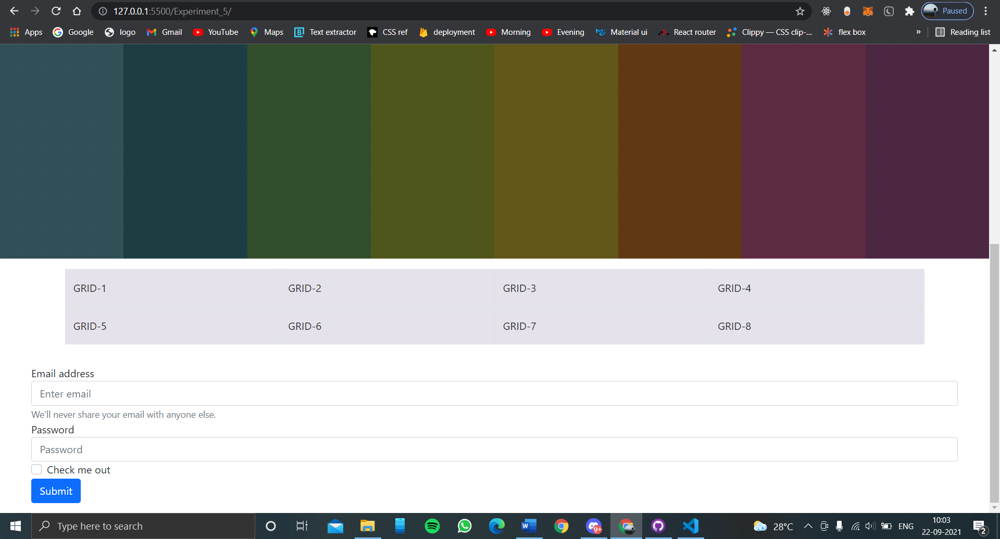 127.0.0.1:5500/Experiment_5/
Paused
Apps Google logo Gmail YouTube Maps Text extractor CSS ref deployment Morning Evening Material ui React router Clippy — CSS clip-... flex box » Reading list
GRID-1 GRID-2 GRID-3 GRID-4
GRID-5 GRID-6 GRID-7 GRID-8
Email address
Enter email
We'll never share your email with anyone else.
Password
Password
Check me out
Submit
Type here to search
9+
28°C
ENG
10:03
22-09-2021
2